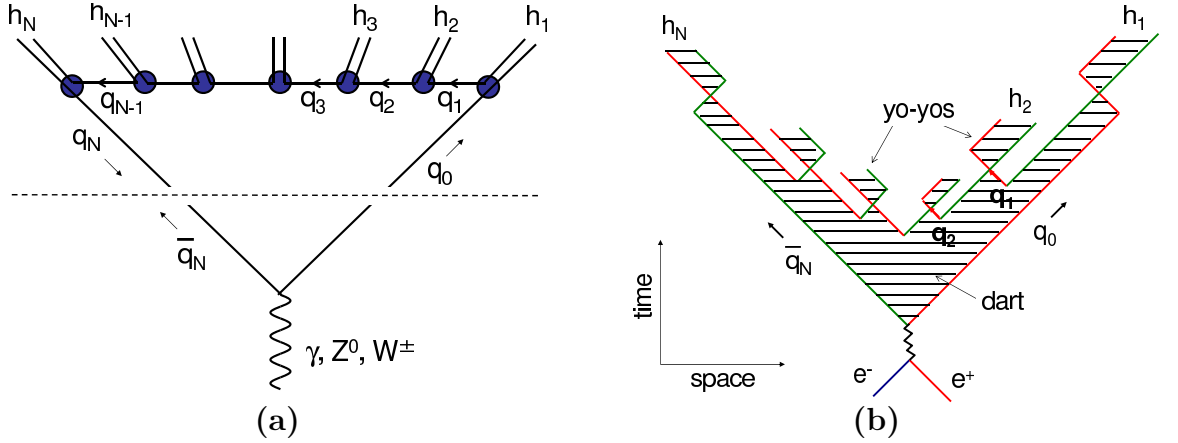 h_N
h_{N-1}
h_3
h_2
h_1
q_{N-1}
q_3
q_2
q_1
q_N
q_0
q̅_N
γ, Z⁰, W^±
(a)
h_N
h_1
yo-yos
h_2
q_1
q_2
q_0
q̅_N
dart
time
space
e⁻
e⁺
(b)